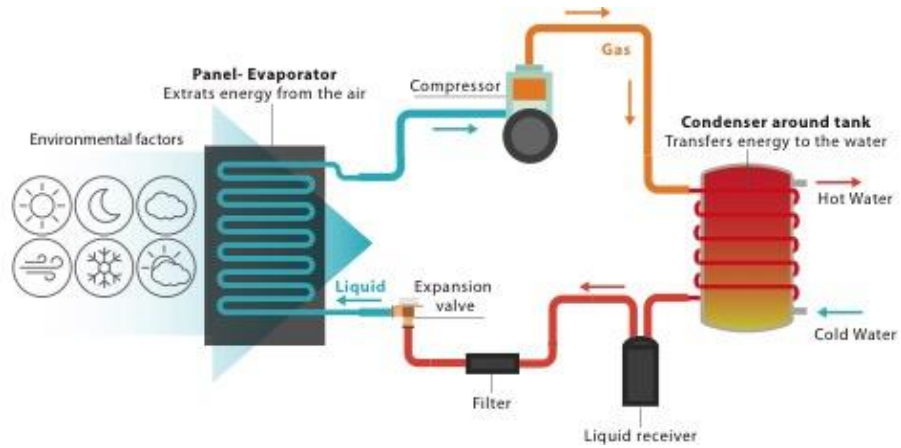 Panel- Evaporator
Extrats energy from the air
Environmental factors
Compressor
Gas
Condenser around tank
Transfers energy to the water
Hot Water
Liquid
Expansion
valve
Cold Water
Filter
Liquid receiver